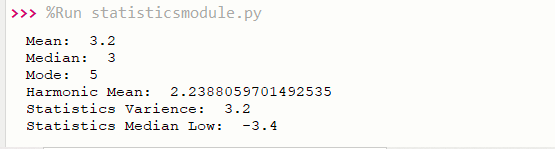 >>> %Run statisticsmodule.py
Mean:  3.2
Median:  3
Mode:  5
Harmonic Mean:  2.2388059701492535
Statistics Varience:  3.2
Statistics Median Low:  -3.4